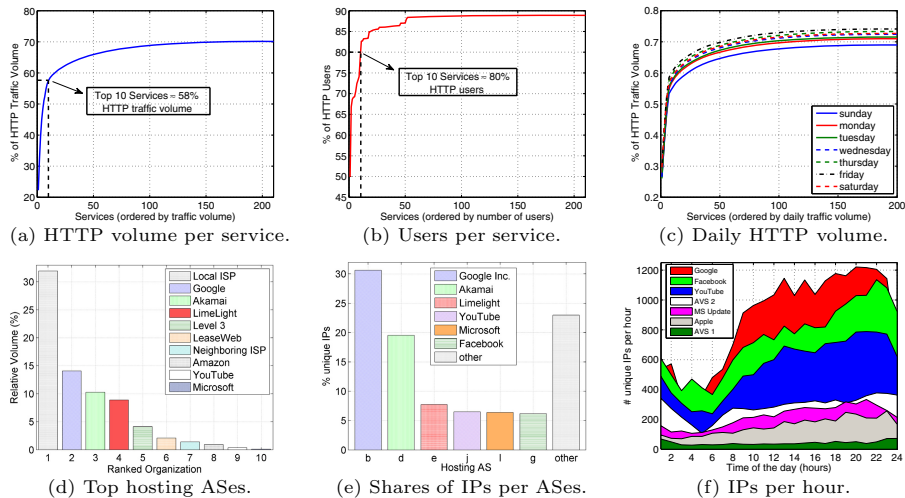 80
70
60
50
40
30
20
0 50 100 150 200
% of HTTP Traffic Volume
Top 10 Services ≈ 58%
HTTP traffic volume
Services (ordered by traffic volume)
(a) HTTP volume per service.
90
85
80
75
70
65
60
55
50
45
0 50 100 150 200
% of HTTP Users
Top 10 Services ≈ 80%
HTTP users
Services (ordered by number of users)
(b) Users per service.
0.8
0.7
0.6
0.5
0.4
0.3
0.2
0 50 100 150 200
% of HTTP Traffic Volume
sunday
monday
tuesday
wednesday
thursday
friday
saturday
Services (ordered by daily traffic volume)
(c) Daily HTTP volume.
30
25
20
15
10
5
0
Relative Volume (%)
Local ISP
Google
Akamai
LimeLight
Level 3
LeaseWeb
Neighboring ISP
Amazon
YouTube
Microsoft
1 2 3 4 5 6 7 8 9 10
Ranked Organization
(d) Top hosting ASes.
30
25
20
15
10
5
0
% unique IPs
Google Inc.
Akamai
Limelight
YouTube
Microsoft
Facebook
other
b d e j l g other
Hosting AS
(e) Shares of IPs per ASes.
1200
1000
800
600
400
200
0
# unique IPs per hour
Google
Facebook
YouTube
AVS 2
MS Update
Apple
AVS 1
2 4 6 8 10 12 14 16 18 20 22 24
Time of the day (hours)
(f) IPs per hour.